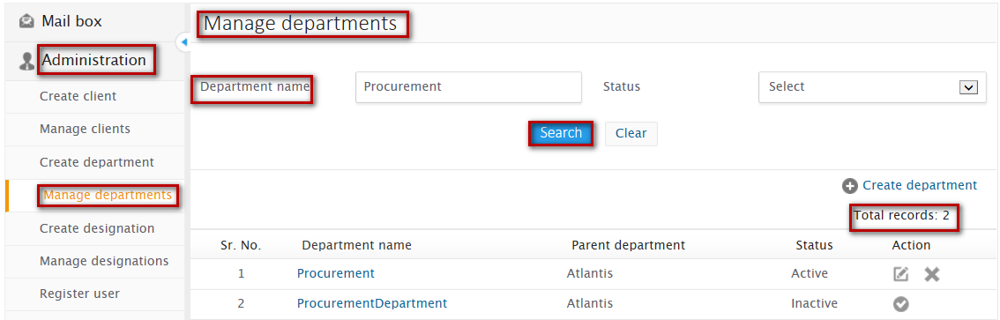 Mail box
Administration
Create client
Manage clients
Create department
Manage departments
Create designation
Manage designations
Register user
Manage departments
Department name Procurement Status Select
Search Clear
Create department
Total records: 2
Sr. No. Department name Parent department Status Action
1 Procurement Atlantis Active
2 ProcurementDepartment Atlantis Inactive